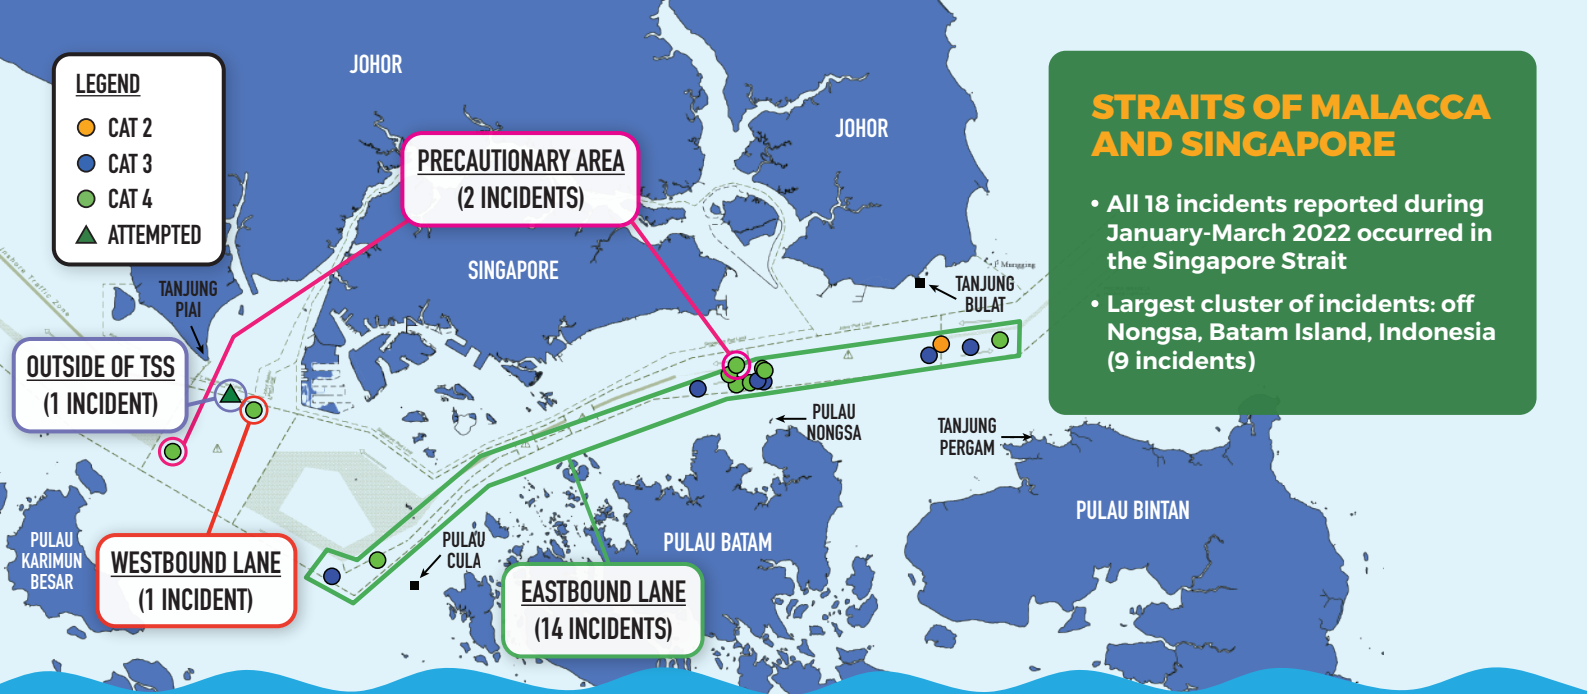 LEGEND
CAT 2
CAT 3
CAT 4
ATTEMPTED
JOHOR
JOHOR
PRECAUTIONARY AREA
(2 INCIDENTS)
SINGAPORE
TANJUNG
PIAI
TANJUNG
BULAT
Inshore Traffic Zone
OUTSIDE OF TSS
(1 INCIDENT)
PULAU
NONGSA
TANJUNG
PERGAM
PULAU BINTAN
PULAU
KARIMUN
BESAR
WESTBOUND LANE
(1 INCIDENT)
PULAU
CULA
PULAU BATAM
EASTBOUND LANE
(14 INCIDENTS)
STRAITS OF MALACCA
AND SINGAPORE
• All 18 incidents reported during
January-March 2022 occurred in
the Singapore Strait
• Largest cluster of incidents: off
Nongsa, Batam Island, Indonesia
(9 incidents)